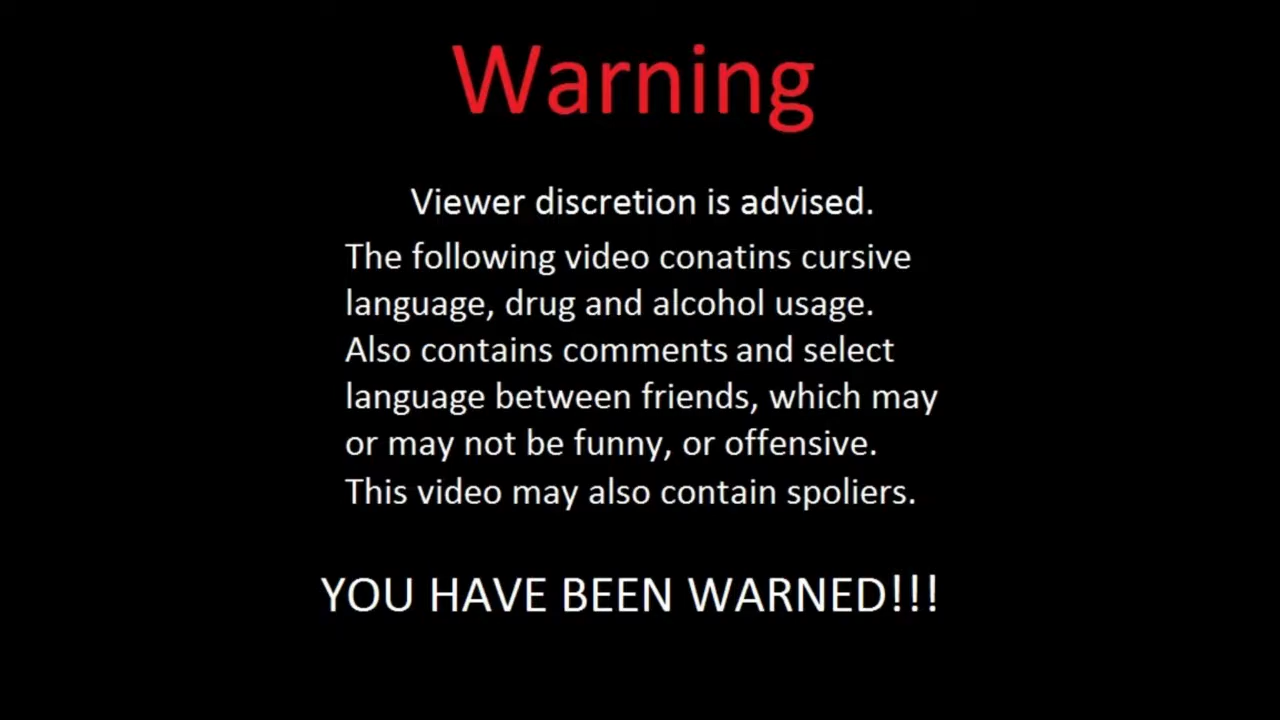 Warning
Viewer discretion is advised.
The following video conatins cursive
language, drug and alcohol usage.
Also contains comments and select
language between friends, which may
or may not be funny, or offensive.
This video may also contain spoliers.
YOU HAVE BEEN WARNED!!!